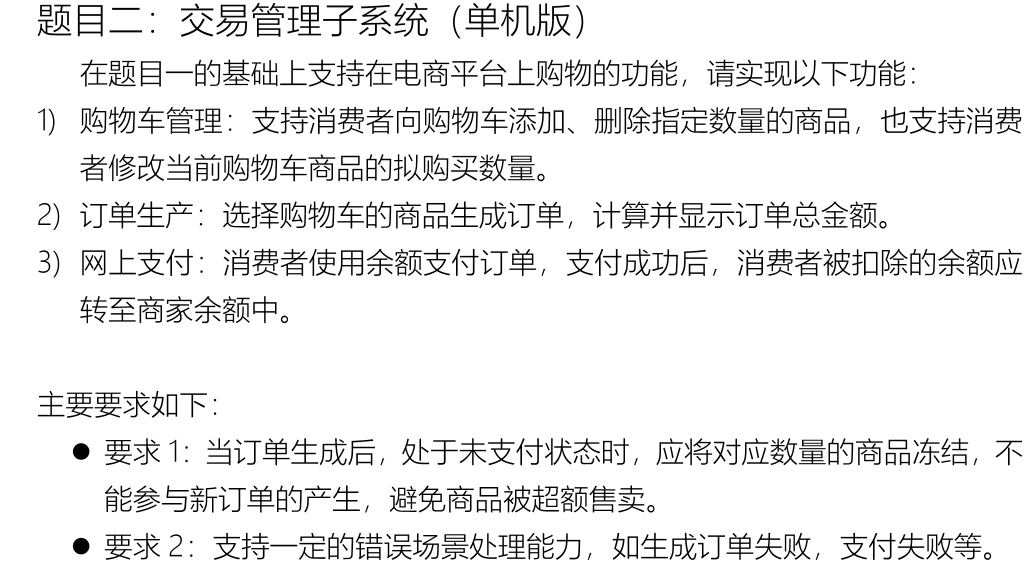 题目二：交易管理子系统（单机版）
在题目一的基础上支持在电商平台上购物的功能，请实现以下功能：
1) 购物车管理：支持消费者向购物车添加、删除指定数量的商品，也支持消费
者修改当前购物车商品的拟购买数量。
2) 订单生产：选择购物车的商品生成订单，计算并显示订单总金额。
3) 网上支付：消费者使用余额支付订单，支付成功后，消费者被扣除的余额应
转至商家余额中。
主要要求如下：
● 要求 1：当订单生成后，处于未支付状态时，应将对应数量的商品冻结，不
能参与新订单的产生，避免商品被超额售卖。
● 要求 2：支持一定的错误场景处理能力，如生成订单失败，支付失败等。